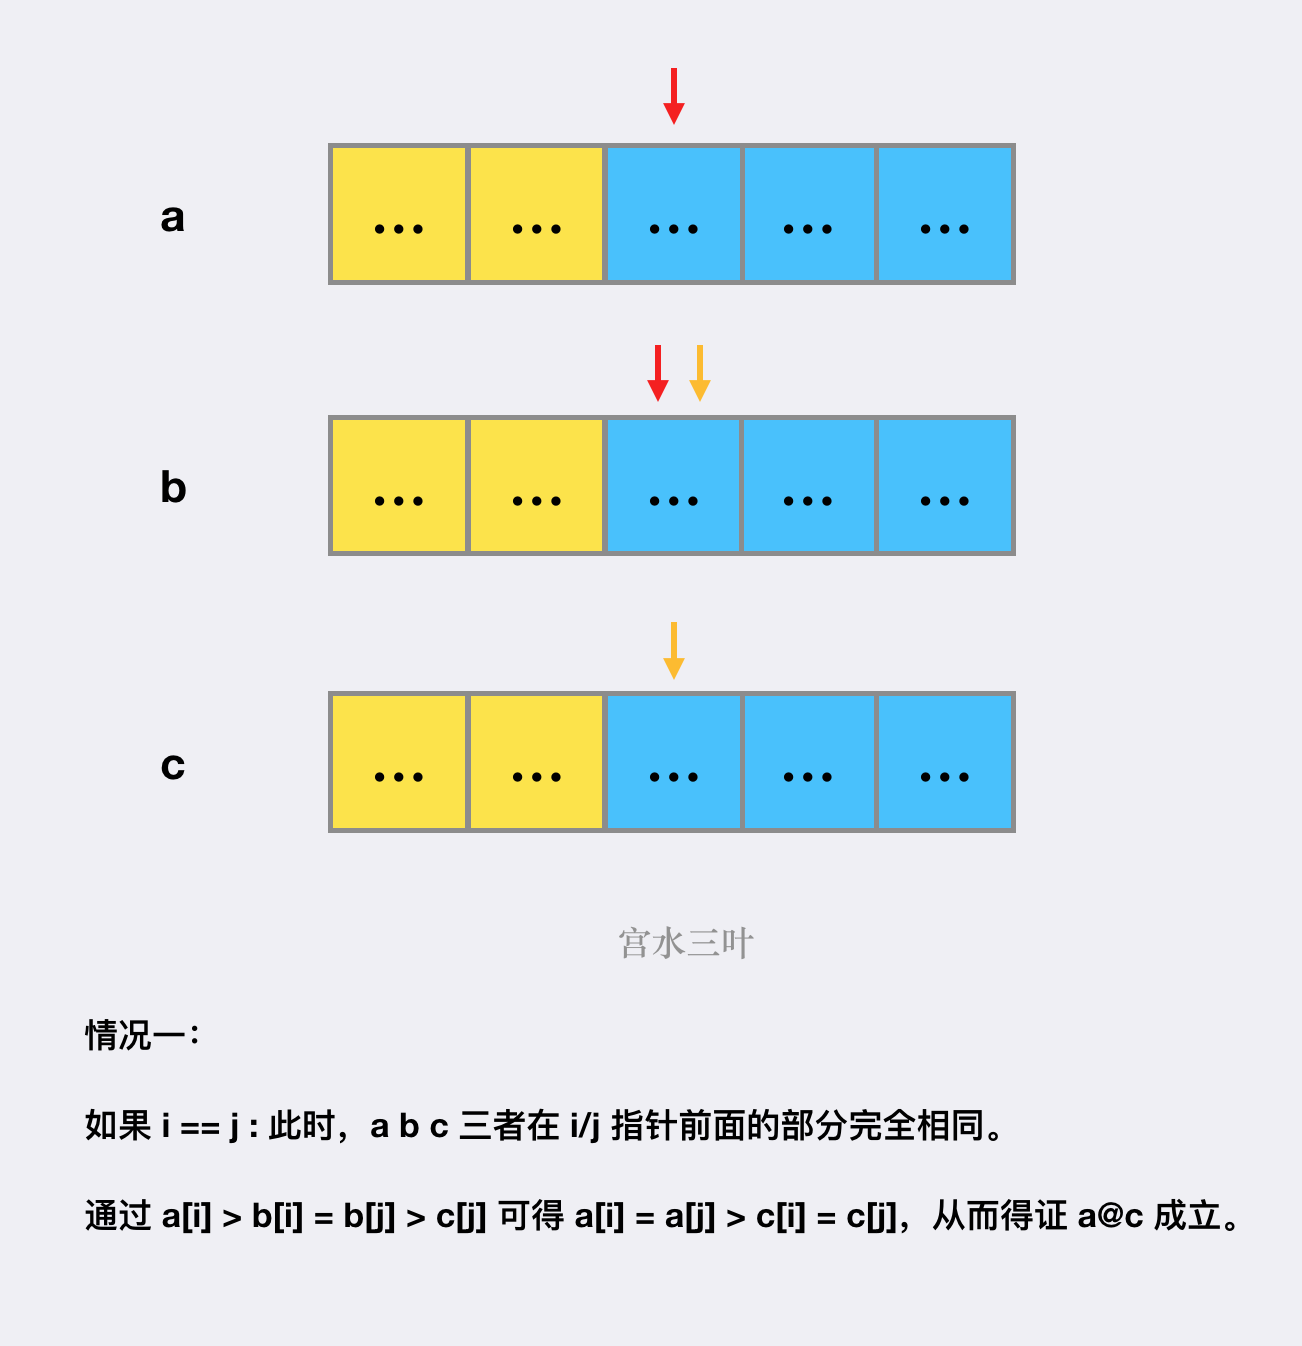 a
... ... ... ... ...
b
... ... ... ... ...
c
... ... ... ... ...
宫水三叶
情况一：
如果 i == j : 此时，a b c 三者在 i/j 指针前面的部分完全相同。
通过 a[i] > b[i] = b[j] > c[j] 可得 a[i] = a[j] > c[i] = c[j]，从而得证 a@c 成立。